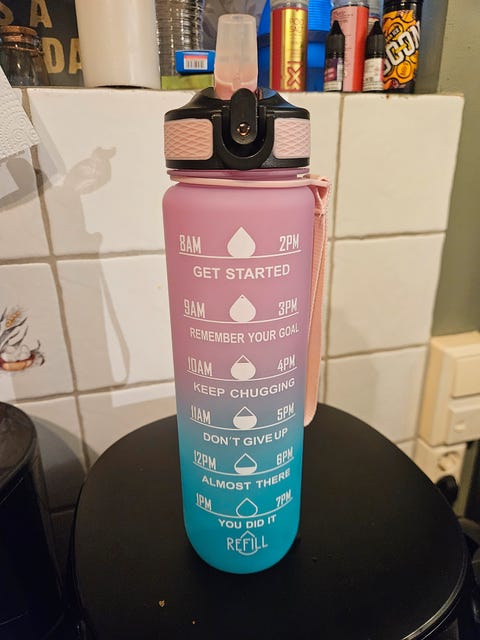 8AM 2PM
GET STARTED
9AM 3PM
REMEMBER YOUR GOAL
10AM 4PM
KEEP CHUGGING
11AM 5PM
DON'T GIVE UP
12PM 6PM
ALMOST THERE
1PM 7PM
YOU DID IT
REFILL